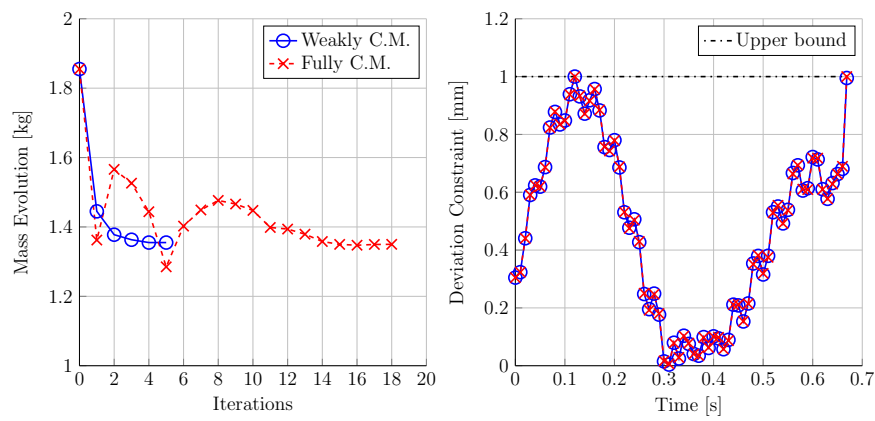 2
1.8
1.6
1.4
1.2
1
0 2 4 6 8 10 12 14 16 18 20
Mass Evolution [kg]
Iterations
Weakly C.M.
Fully C.M.
1.2
1
0.8
0.6
0.4
0.2
0
0 0.1 0.2 0.3 0.4 0.5 0.6 0.7
Deviation Constraint [mm]
Time [s]
Upper bound